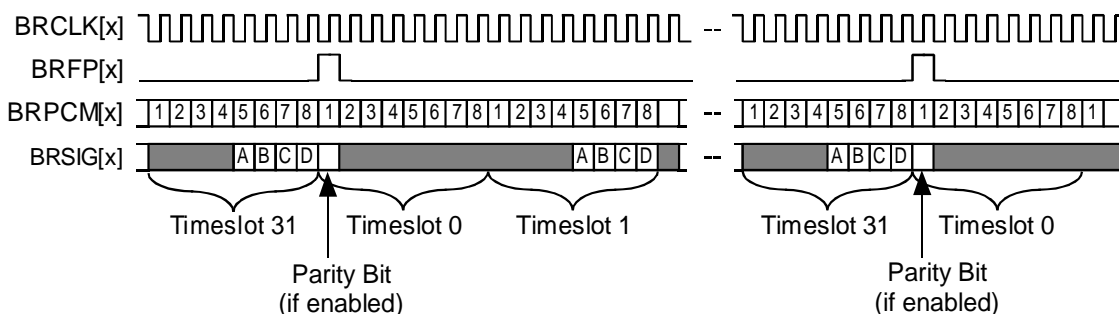 BRCLK[x] --
BRFP[x]
BRPCM[x] 1 2 3 4 5 6 7 8 1 2 3 4 5 6 7 8 1 2 3 4 5 6 7 8 -- 1 2 3 4 5 6 7 8 1 2 3 4 5 6 7 8 1
BRSIG[x] A B C D A B C D -- A B C D
Timeslot 31 Timeslot 0 Timeslot 1 Timeslot 31 Timeslot 0
Parity Bit Parity Bit
(if enabled) (if enabled)